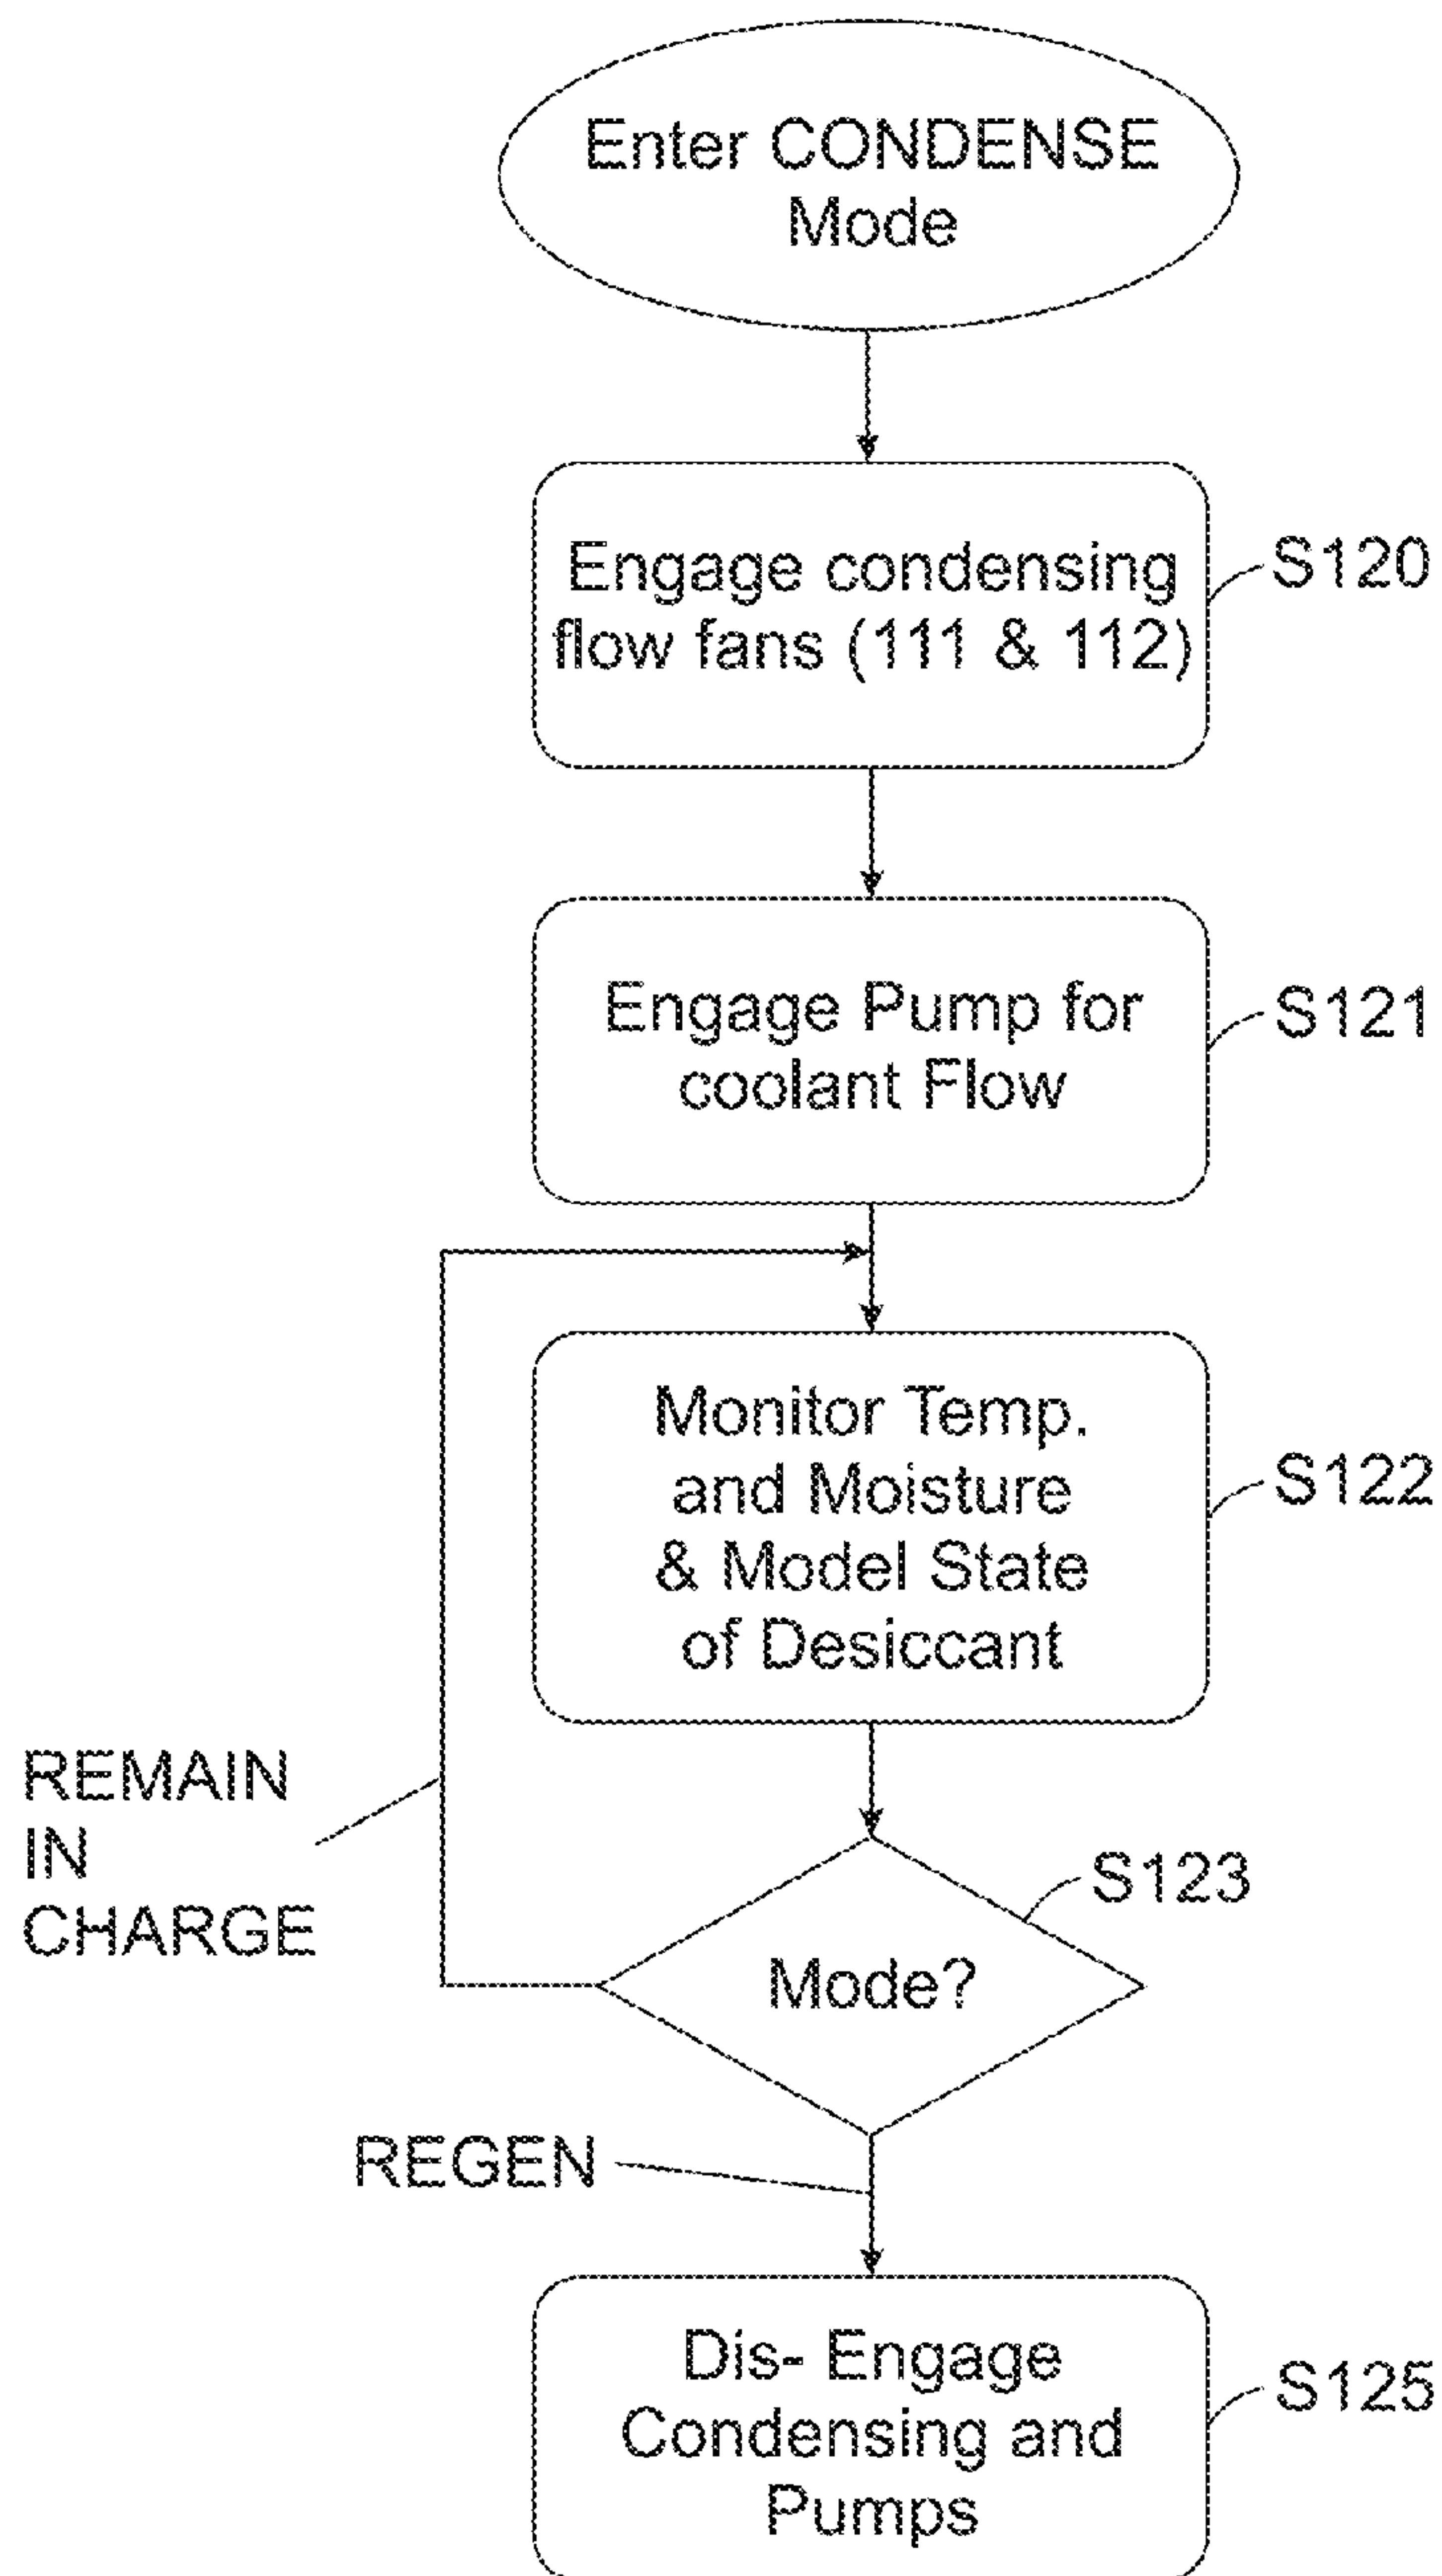 Enter CONDENSE
Mode
Engage condensing
flow fans (111 & 112)
S120
Engage Pump for
coolant Flow
S121
Monitor Temp.
and Moisture
& Model State
of Desiccant
S122
REMAIN
IN
CHARGE
S123
Mode?
REGEN
Dis- Engage
Condensing and
Pumps
S125